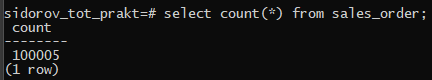 sidorov_tot_prakt=# select count(*) from sales_order;
count
--------
100005
(1 row)